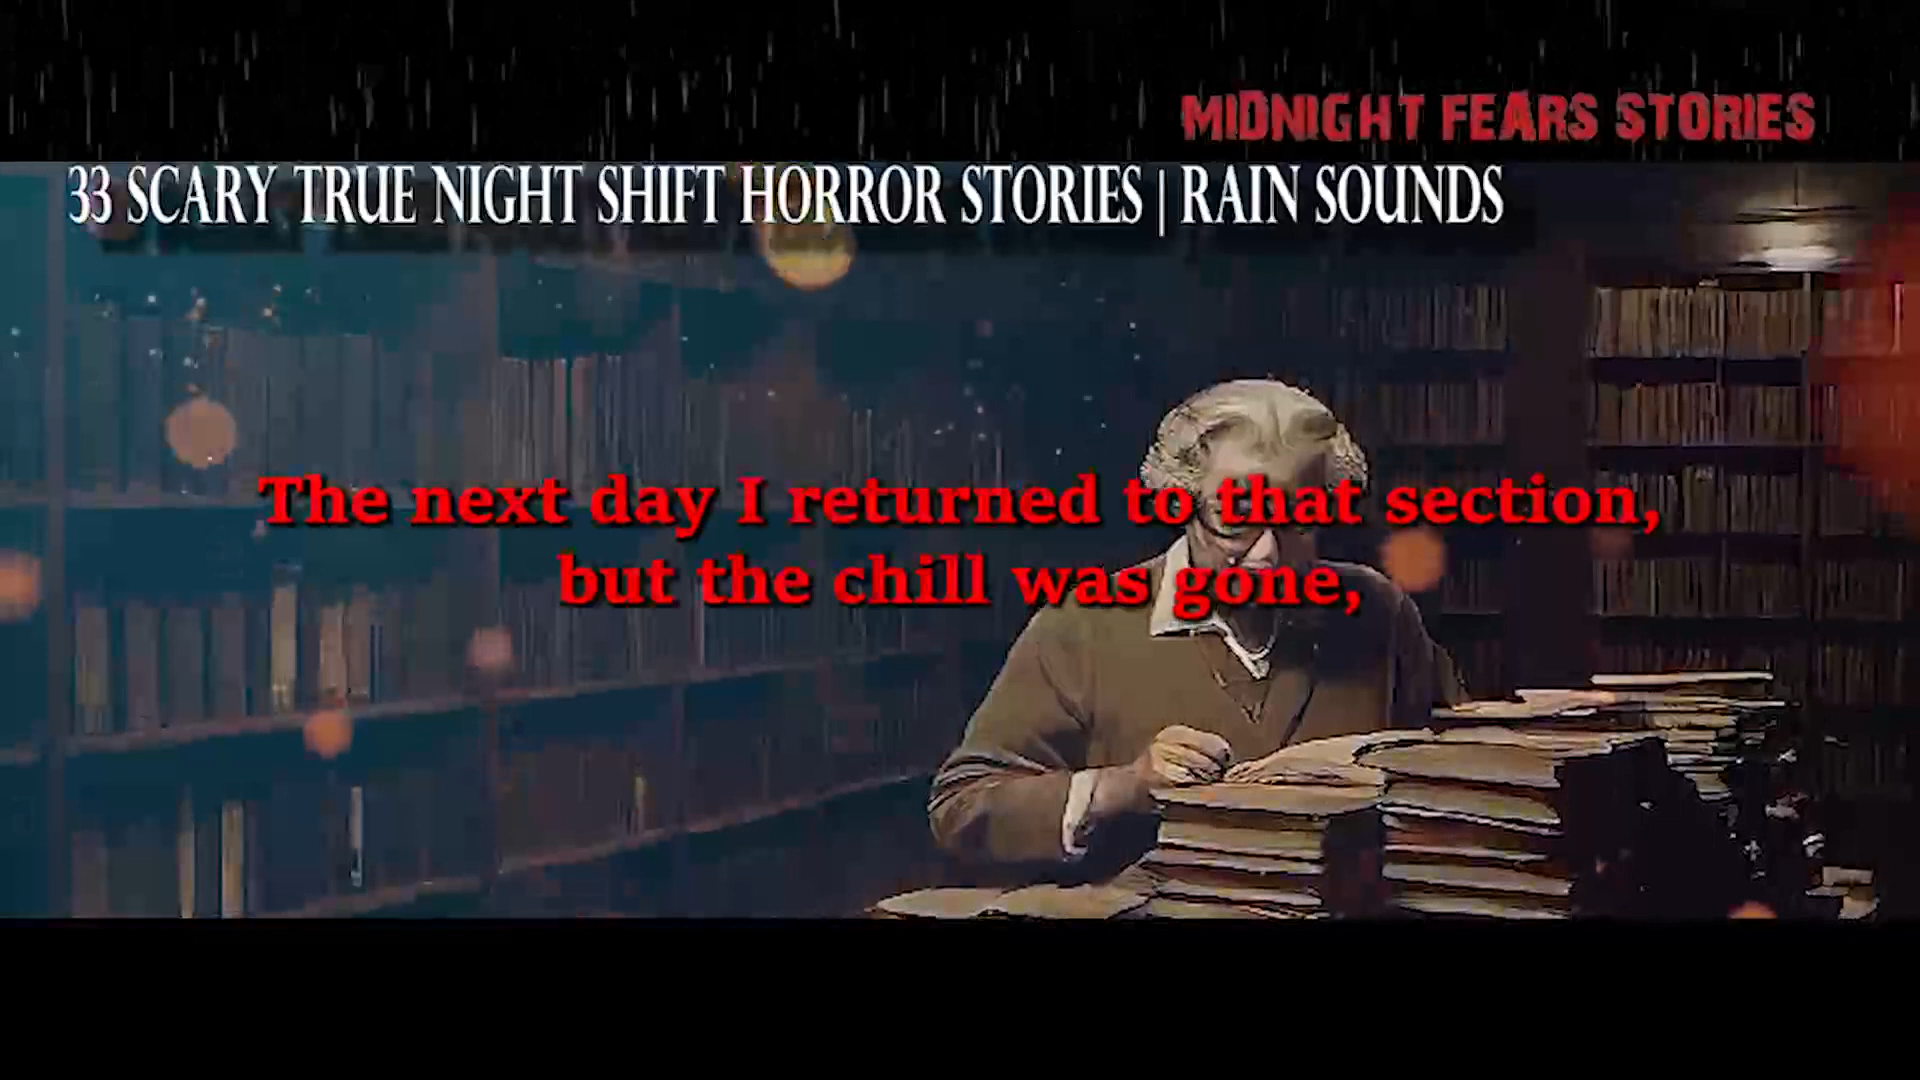 MIDNIGHT FEARS STORIES
33 SCARY TRUE NIGHT SHIFT HORROR STORIES | RAIN SOUNDS
The next day I returned to that section,
but the chill was gone,